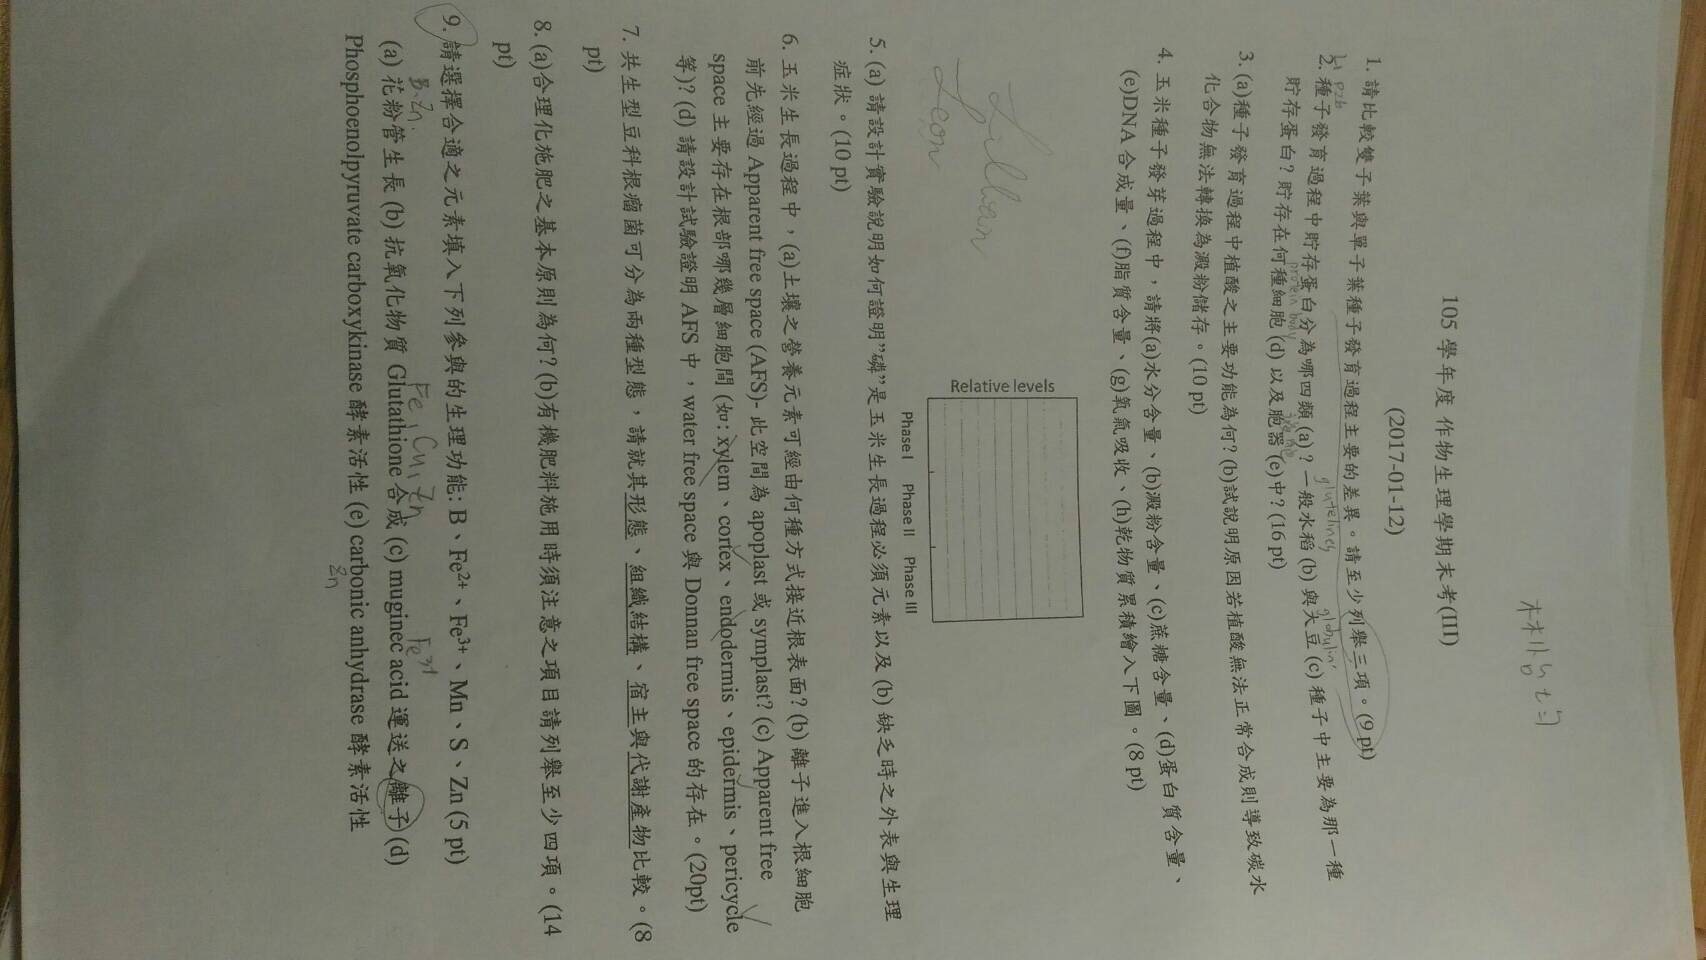 105 學年度 作物生理學期末考(III)
(2017-01-12)
1. 請比較雙子葉與單子葉種子發育過程主要的差異。請至少列舉三項。(9 pt)
2. 種子發育過程中貯存蛋白分為哪四類 (a)? 一般水稻 (b) 與大豆 (c) 種子中主要為那一種
貯存蛋白? 貯存在何種細胞 (d) 以及胞器 (e)中? (16 pt)
protein body
3. (a)種子發育過程中植酸之主要功能為何? (b)試說明原因若植酸無法正常合成則導致碳水
化合物無法轉換為澱粉儲存。(10 pt)
4. 玉米種子發芽過程中，請將(a)水分含量、(b)澱粉含量、(c)蔗糖含量、(d)蛋白質含量、
(e)DNA 合成量、(f)脂質含量、(g)氧氣吸收、(h)乾物質累積繪入下圖。(8 pt)
Relative levels
Phase I Phase II Phase III
Lillian
Leon
5. (a) 請設計實驗說明如何證明”磷”是玉米生長過程必須元素以及 (b) 缺乏時之外表與生理
症狀。(10 pt)
6. 玉米生長過程中，(a)土壤之營養元素可經由何種方式接近根表面? (b) 離子進入根細胞
前先經過 Apparent free space (AFS)- 此空間為 apoplast 或 symplast? (c) Apparent free
space 主要存在根部哪幾層細胞間 (如: xylem、cortex、endodermis、epidermis、pericycle
等)? (d) 請設計試驗證明 AFS 中，water free space 與 Donnan free space 的存在。(20pt)
7. 共生型豆科根瘤菌可分為兩種型態，請就其形態、組織結構、宿主與代謝產物比較。(8
pt)
8. (a)合理化施肥之基本原則為何? (b)有機肥料施用時須注意之項目請列舉至少四項。(14
pt)
9. 請選擇合適之元素填入下列參與的生理功能: B、Fe²⁺、Fe³⁺、Mn、S、Zn (5 pt)
B. Zn. Fe, Cu, Zn Fe³⁺
(a) 花粉管生長 (b) 抗氧化物質 Glutathione 合成 (c) muginec acid 運送之離子 (d)
Phosphoenolpyruvate carboxykinase 酵素活性 (e) carbonic anhydrase 酵素活性
Zn